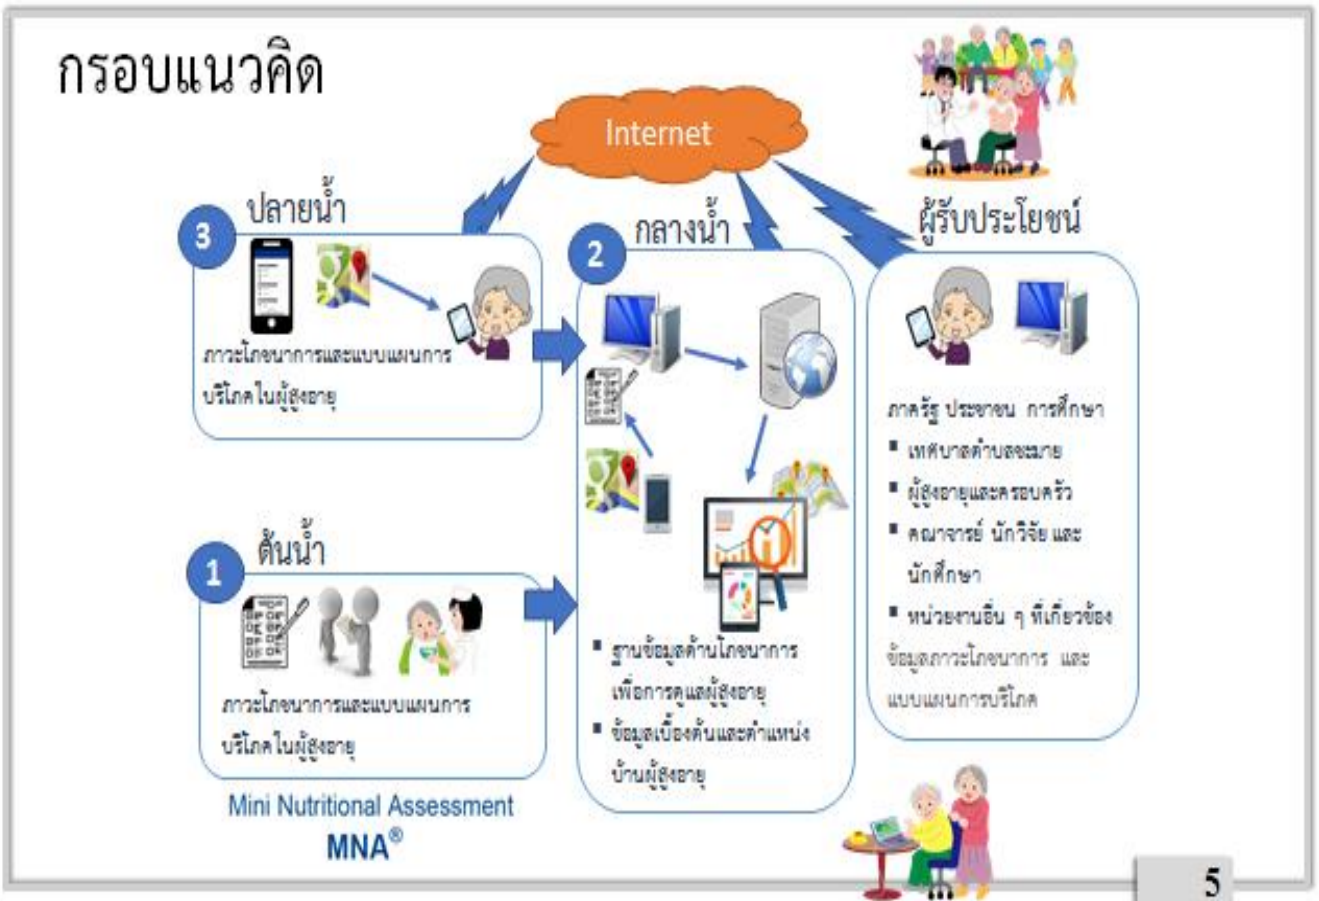 กรอบแนวคิด
Internet
ผู้รับประโยชน์
ปลายน้ำ
3
ภาวะโภชนาการและแบบแผนการ
บริโภคในผู้สูงอายุ
กลางน้ำ
2
ฐานข้อมูลด้านโภชนาการ
เพื่อการดูแลผู้สูงอายุ
ข้อมูลเบื้องต้นและตำแหน่ง
บ้านผู้สูงอายุ
ภาครัฐ ประชาชน การศึกษา
เทศบาลตำบลชะมาย
ผู้สูงอายุและครอบครัว
คณาจารย์ นักวิจัย และ
นักศึกษา
หน่วยงานอื่น ๆ ที่เกี่ยวข้อง
ข้อมูลภาวะโภชนาการ และ
แบบแผนการบริโภค
ต้นน้ำ
1
ภาวะโภชนาการและแบบแผนการ
บริโภคในผู้สูงอายุ
Mini Nutritional Assessment
MNA®
5